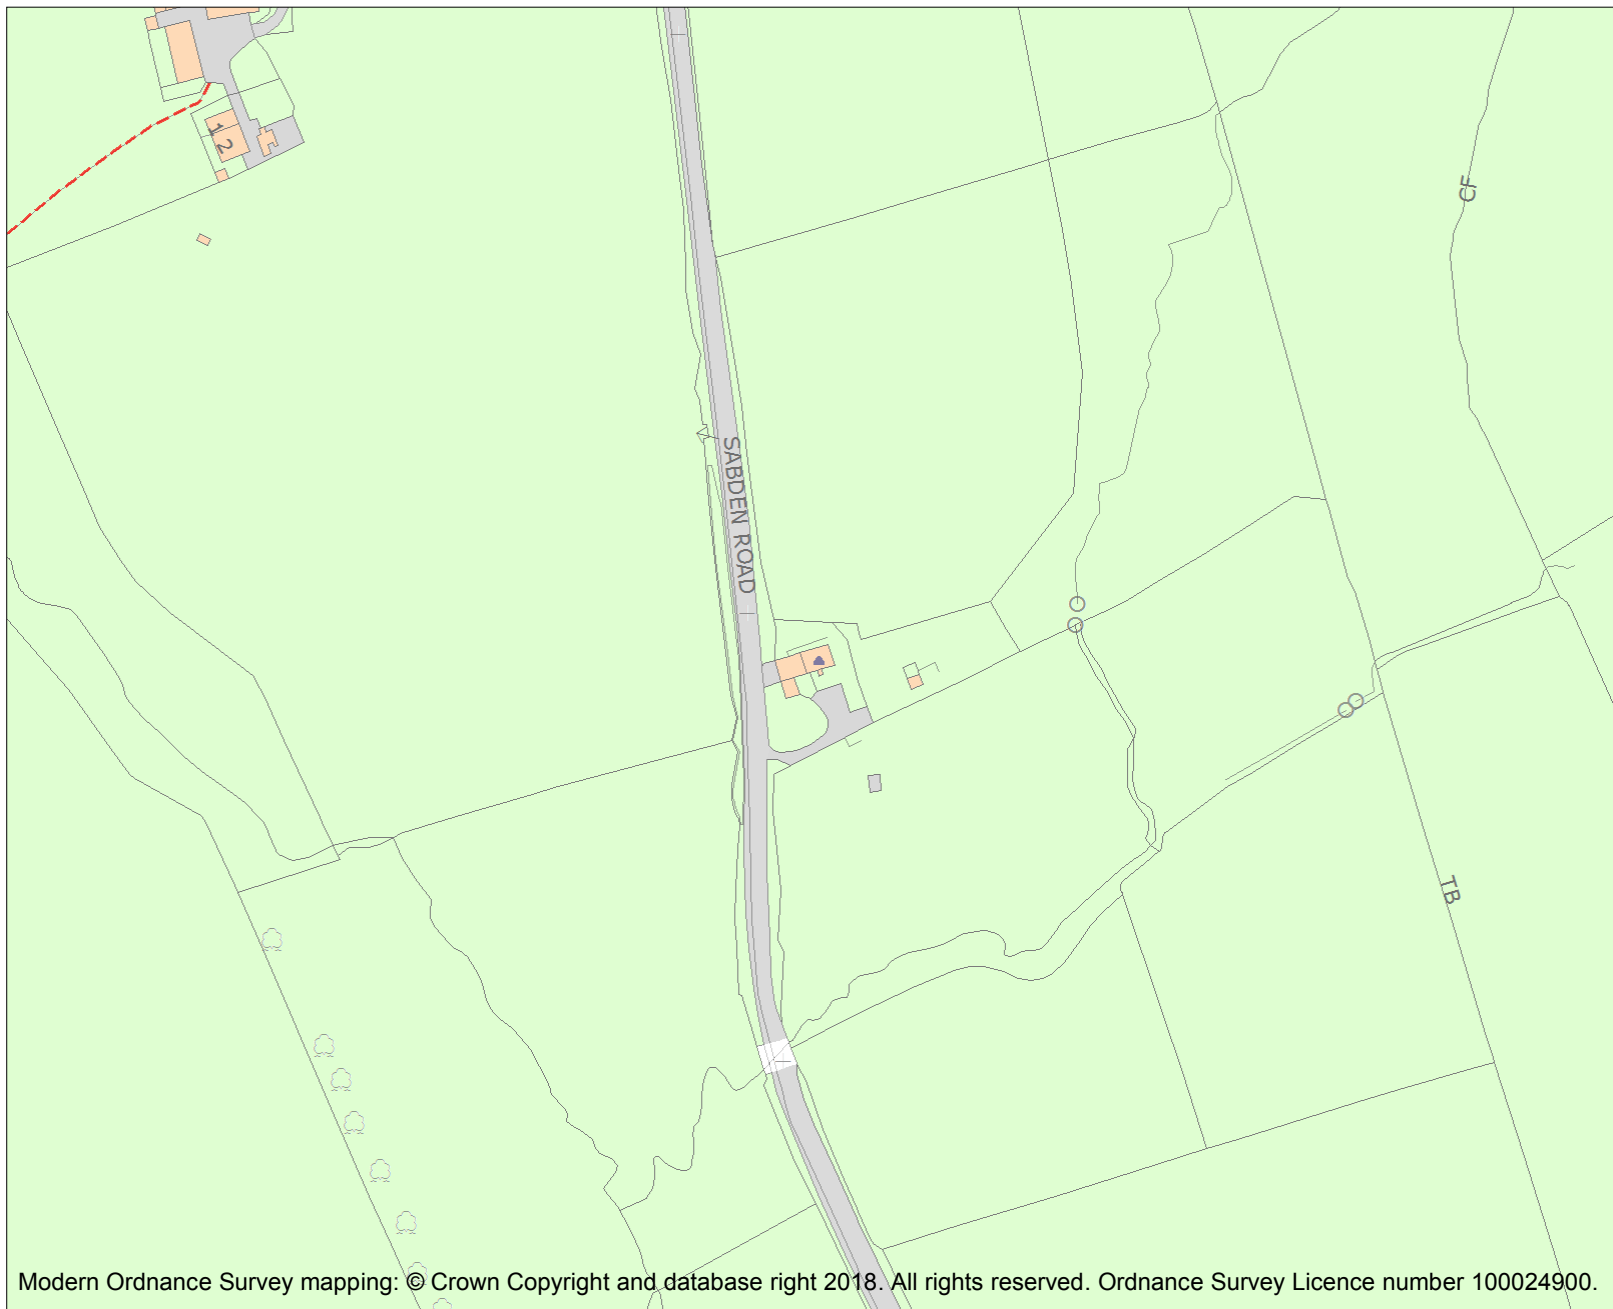 1
2
CF
SABDEN ROAD
TB
Modern Ordnance Survey mapping: © Crown Copyright and database right 2018. All rights reserved. Ordnance Survey Licence number 100024900.